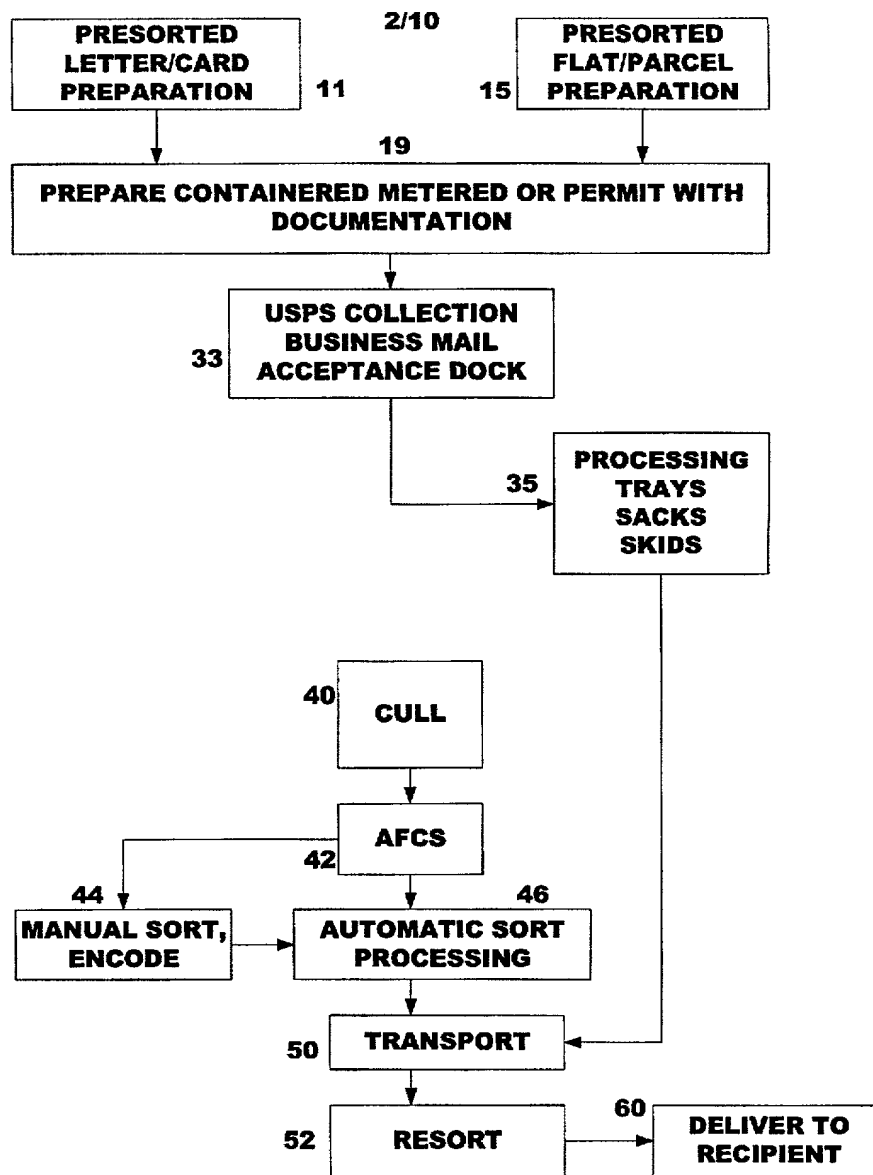 2/10
PRESORTED
LETTER/CARD
PREPARATION
11
PRESORTED
FLAT/PARCEL
PREPARATION
15
19
PREPARE CONTAINERED METERED OR PERMIT WITH
DOCUMENTATION
USPS COLLECTION
BUSINESS MAIL
ACCEPTANCE DOCK
33
PROCESSING
TRAYS
SACKS
SKIDS
35
40
CULL
AFCS
42
44
MANUAL SORT,
ENCODE
46
AUTOMATIC SORT
PROCESSING
TRANSPORT
50
RESORT
52
60
DELIVER TO
RECIPIENT